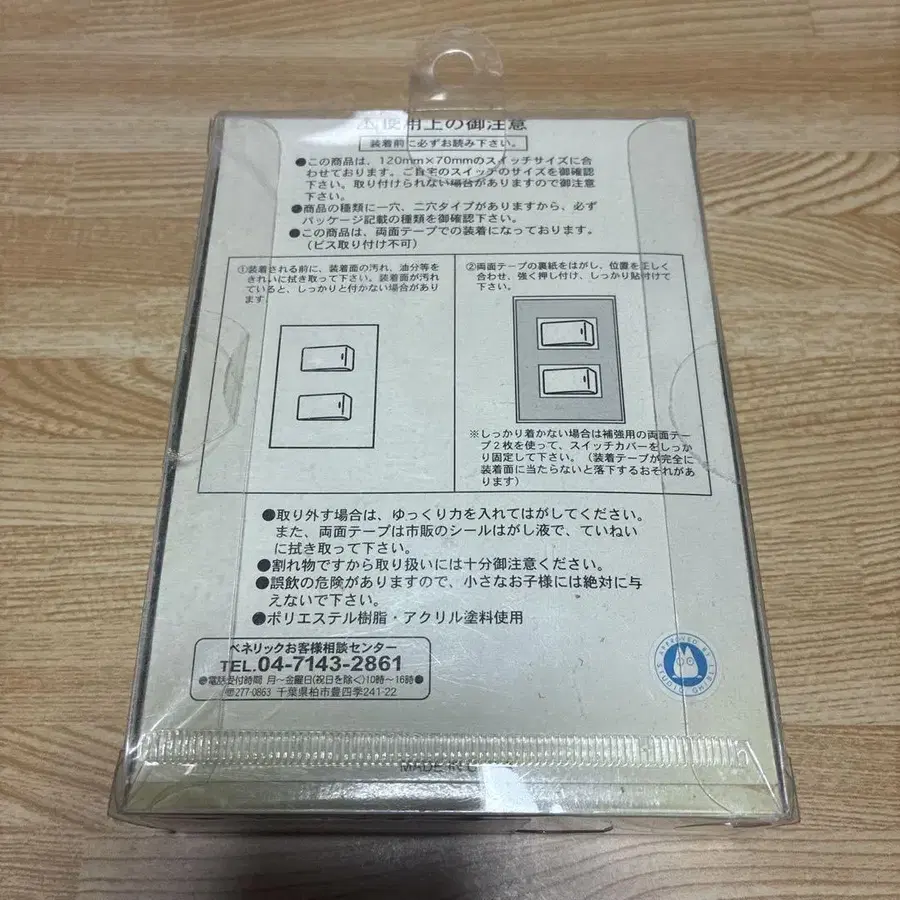 使用上の御注意
装着前に必ずお読み下さい。
●この商品は、120mm×70mmのスイッチサイズに合
わせております。ご自宅のスイッチのサイズを御確認
下さい。取り付けられない場合がありますので御注意
下さい。
●商品の種類に一穴、二穴タイプがありますから、必ず
パッケージ記載の種類を御確認下さい。
●この商品は、両面テープでの装着になっております。
（ビス取り付け不可）
①装着される前に、装着面の汚れ、油分等を
きれいに拭き取って下さい。装着面が汚れ
ていると、しっかりと付かない場合があり
ます
②両面テープの裏紙をはがし、位置を正しく
合わせ、強く押し付け、しっかり貼付けて
下さい。
※しっかり着かない場合は補強用の両面テー
プ２枚を使って、スイッチカバーをしっか
り固定して下さい。（装着テープが完全に
装着面に当たらないと落下するおそれがあ
ります）
●取り外す場合は、ゆっくり力を入れてはがしてください。
また、両面テープは市販のシールはがし液で、ていねい
に拭き取って下さい。
●割れ物ですから取り扱いには十分御注意ください。
●誤飲の危険がありますので、小さなお子様には絶対に与
えないで下さい。
●ポリエステル樹脂・アクリル塗料使用
ベネリックお客様相談センター
TEL.04-7143-2861
●電話受付時間 月〜金曜日(祝日を除く)10時〜16時●
〒277-0863 千葉県柏市豊四季241-22
APPROVED BY
STUDIO GHIBLI
MADE IN